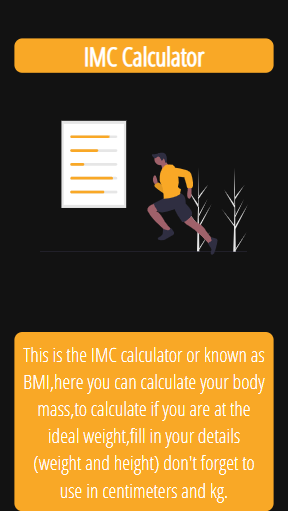 IMC Calculator
This is the IMC calculator or known as
BMI,here you can calculate your body
mass,to calculate if you are at the
ideal weight,fill in your details
(weight and height) don't forget to
use in centimeters and kg.